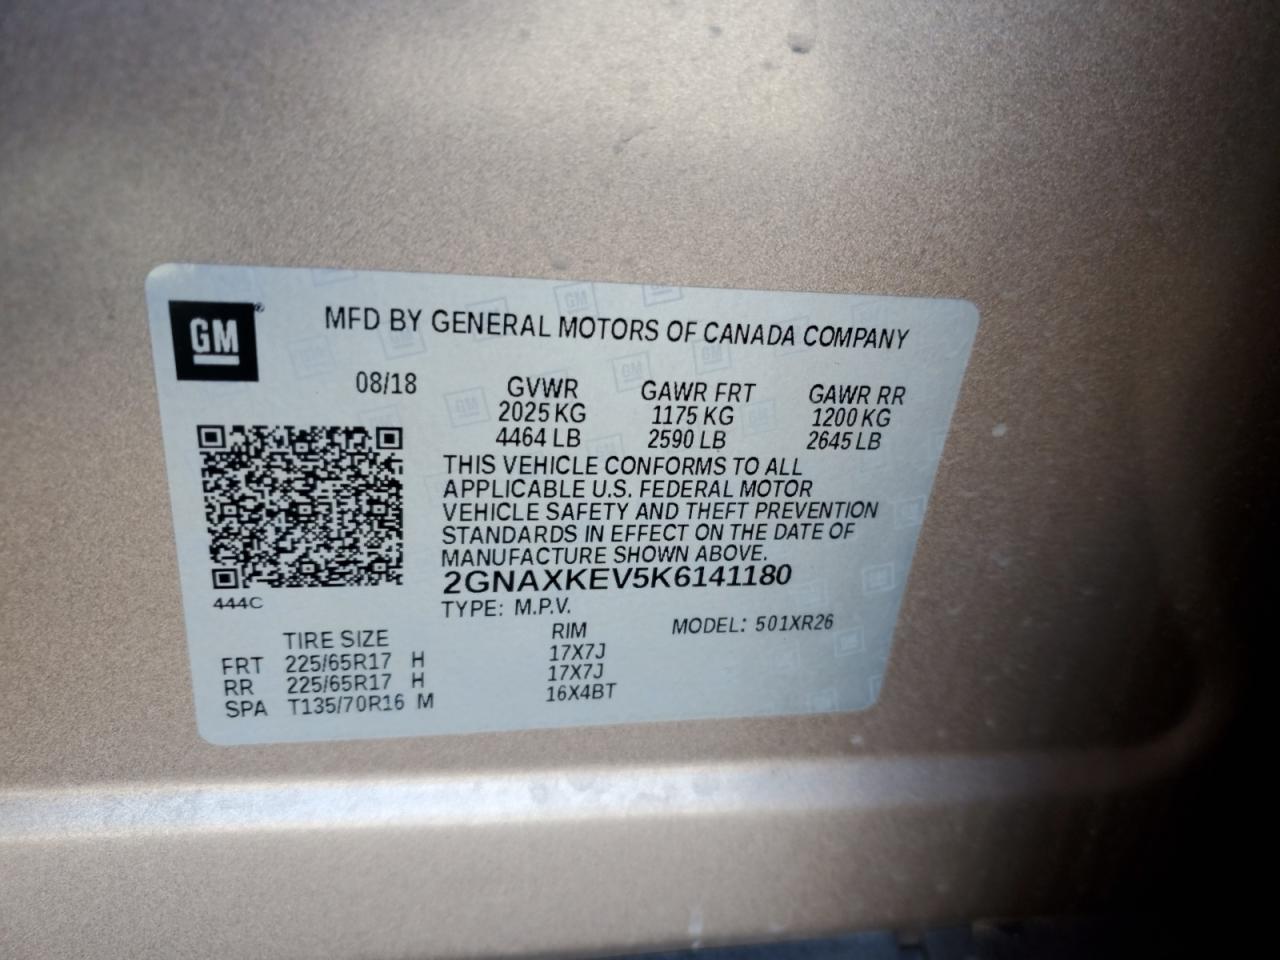 GM
MFD BY GENERAL MOTORS OF CANADA COMPANY
08/18 GVWR GAWR FRT GAWR RR
2025 KG 1175 KG 1200 KG
4464 LB 2590 LB 2645 LB
THIS VEHICLE CONFORMS TO ALL
APPLICABLE U.S. FEDERAL MOTOR
VEHICLE SAFETY AND THEFT PREVENTION
STANDARDS IN EFFECT ON THE DATE OF
MANUFACTURE SHOWN ABOVE.
2GNAXKEV5K6141180
444C
TYPE: M.P.V.
MODEL: 501XR26
TIRE SIZE RIM
FRT 225/65R17 H 17X7J
RR 225/65R17 H 17X7J
SPA T135/70R16 M 16X4BT